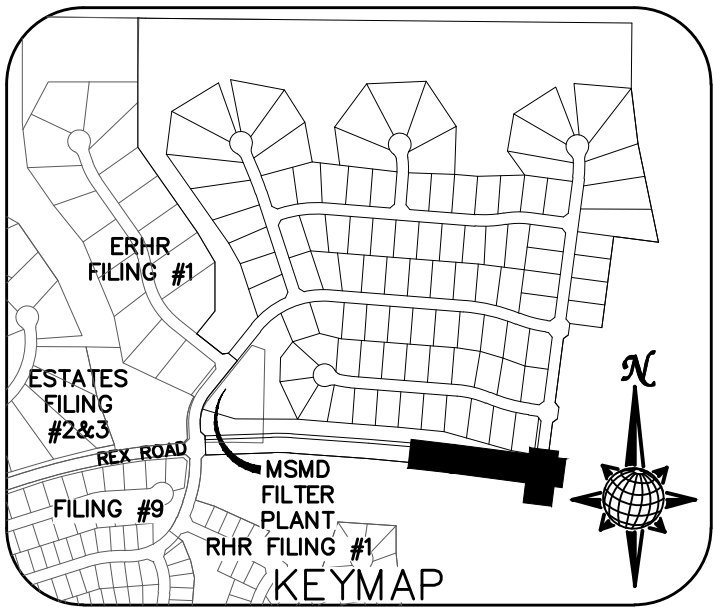 ERHR
FILING #1
N
ESTATES
FILING
#2&3
REX ROAD
MSMD
FILTER
PLANT
FILING #9
RHR FILING #1
KEYMAP